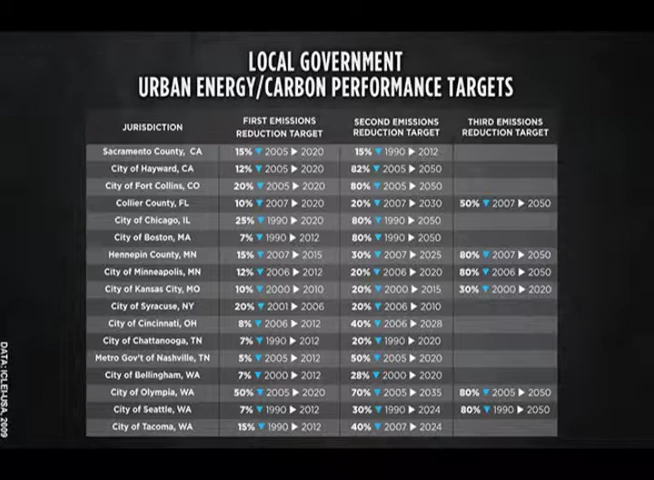 LOCAL GOVERNMENT
URBAN ENERGY/CARBON PERFORMANCE TARGETS
JURISDICTION FIRST EMISSIONS REDUCTION TARGET SECOND EMISSIONS REDUCTION TARGET THIRD EMISSIONS REDUCTION TARGET
Sacramento County, CA 15% ▼ 2005 ▶ 2020 15% ▼ 1990 ▶ 2012
City of Hayward, CA 12% ▼ 2005 ▶ 2020 82% ▼ 2005 ▶ 2050
City of Fort Collins, CO 20% ▼ 2005 ▶ 2020 80% ▼ 2005 ▶ 2050
Collier County, FL 10% ▼ 2007 ▶ 2020 20% ▼ 2007 ▶ 2030 50% ▼ 2007 ▶ 2050
City of Chicago, IL 25% ▼ 1990 ▶ 2020 80% ▼ 1990 ▶ 2050
City of Boston, MA 7% ▼ 1990 ▶ 2012 80% ▼ 1990 ▶ 2050
Hennepin County, MN 15% ▼ 2007 ▶ 2015 30% ▼ 2007 ▶ 2025 80% ▼ 2007 ▶ 2050
City of Minneapolis, MN 12% ▼ 2006 ▶ 2012 20% ▼ 2006 ▶ 2020 80% ▼ 2006 ▶ 2050
City of Kansas City, MO 10% ▼ 2000 ▶ 2010 20% ▼ 2000 ▶ 2015 30% ▼ 2000 ▶ 2020
City of Syracuse, NY 20% ▼ 2001 ▶ 2006 20% ▼ 2006 ▶ 2010
City of Cincinnati, OH 8% ▼ 2006 ▶ 2012 40% ▼ 2006 ▶ 2028
City of Chattanooga, TN 7% ▼ 1990 ▶ 2012 20% ▼ 1990 ▶ 2020
Metro Gov't of Nashville, TN 5% ▼ 2005 ▶ 2012 50% ▼ 2005 ▶ 2020
City of Bellingham, WA 7% ▼ 2000 ▶ 2012 28% ▼ 2000 ▶ 2020
City of Olympia, WA 50% ▼ 2005 ▶ 2020 70% ▼ 2005 ▶ 2035 80% ▼ 2005 ▶ 2050
City of Seattle, WA 7% ▼ 1990 ▶ 2012 30% ▼ 1990 ▶ 2024 80% ▼ 1990 ▶ 2050
City of Tacoma, WA 15% ▼ 1990 ▶ 2012 40% ▼ 2007 ▶ 2024
DATA: ICLEI-USA, 2009